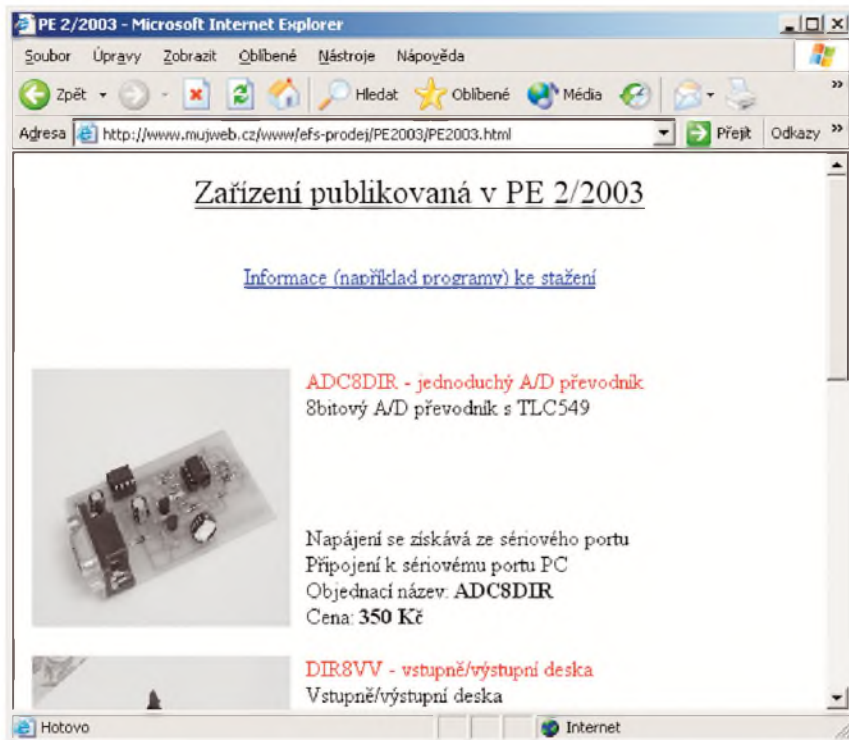 PE 2/2003 - Microsoft Internet Explorer
Soubor Úpravy Zobrazit Oblíbené Nástroje Nápověda
Zpět Hledat Oblíbené Média »
Adresa http://www.mujweb.cz/www/efs-prodej/PE2003/PE2003.html Přejít Odkazy »
Zařízení publikovaná v PE 2/2003
Informace (například programy) ke stažení
ADC8DIR - jednoduchý A/D převodník
8bitový A/D převodník s TLC549
Napájení se získává ze sériového portu
Připojení k sériovému portu PC
Objednací název: ADC8DIR
Cena: 350 Kč
DIR8VV - vstupně/výstupní deska
Vstupně/výstupní deska
Hotovo Internet